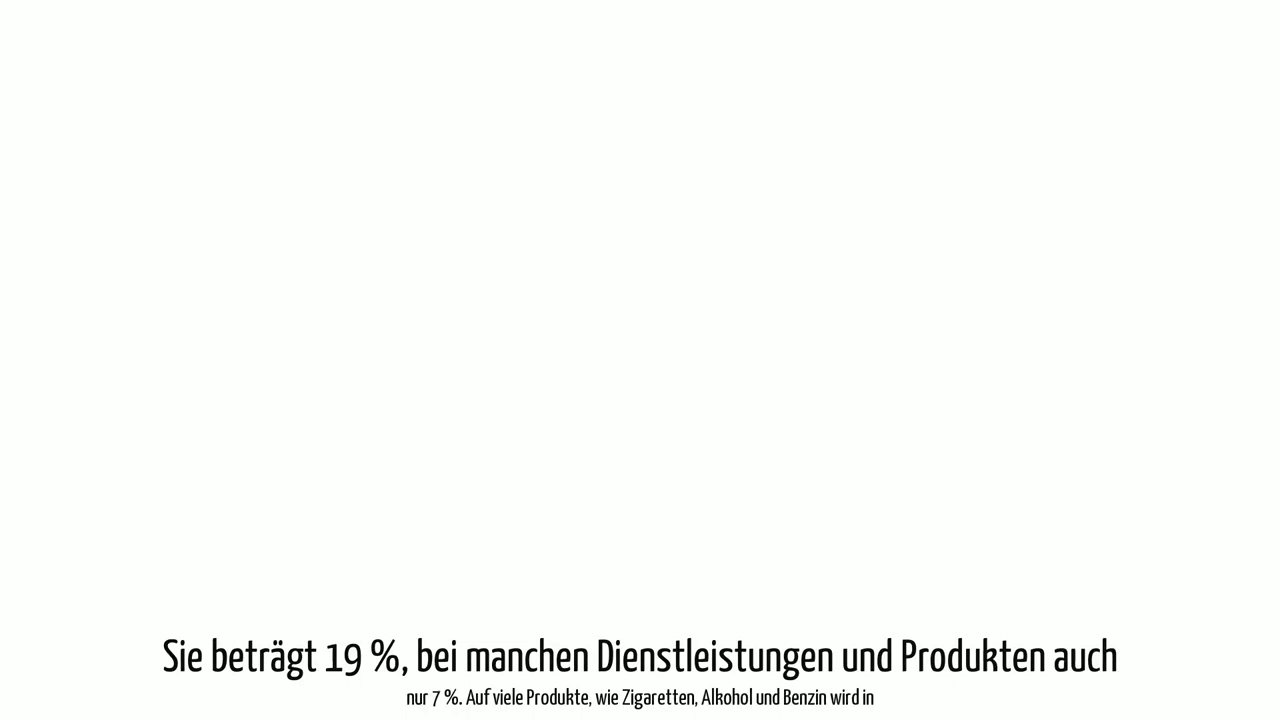 Sie beträgt 19 %, bei manchen Dienstleistungen und Produkten auch
nur 7 %. Auf viele Produkte, wie Zigaretten, Alkohol und Benzin wird in